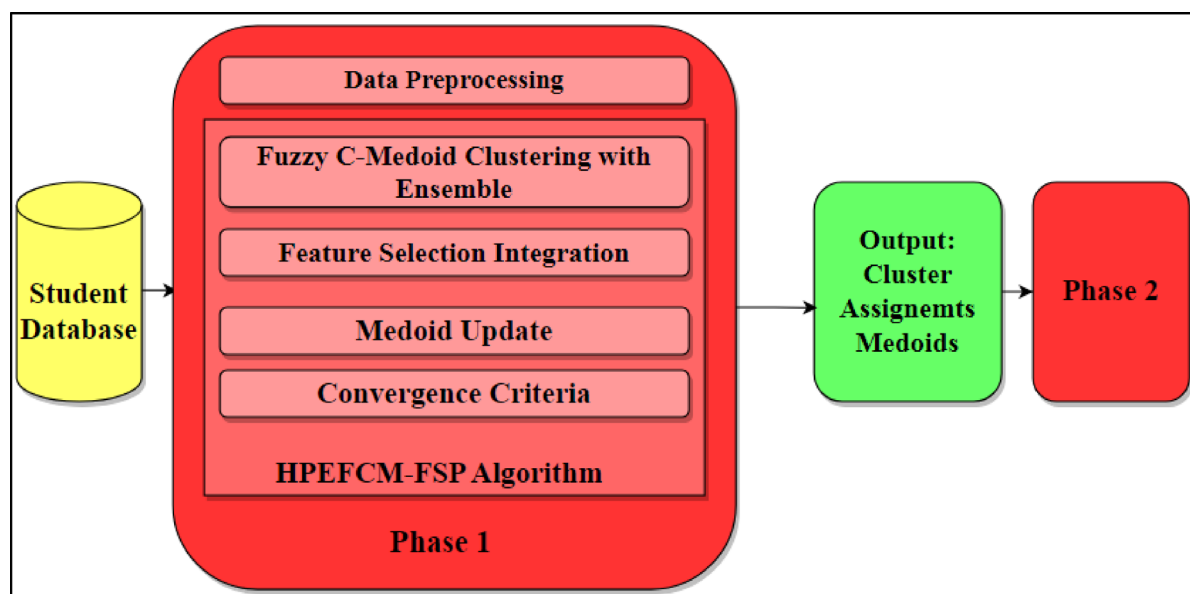 Student
Database
Data Preprocessing
Fuzzy C-Medoid Clustering with
Ensemble
Feature Selection Integration
Medoid Update
Convergence Criteria
HPEFCM-FSP Algorithm
Phase 1
Output:
Cluster
Assignemts
Medoids
Phase 2